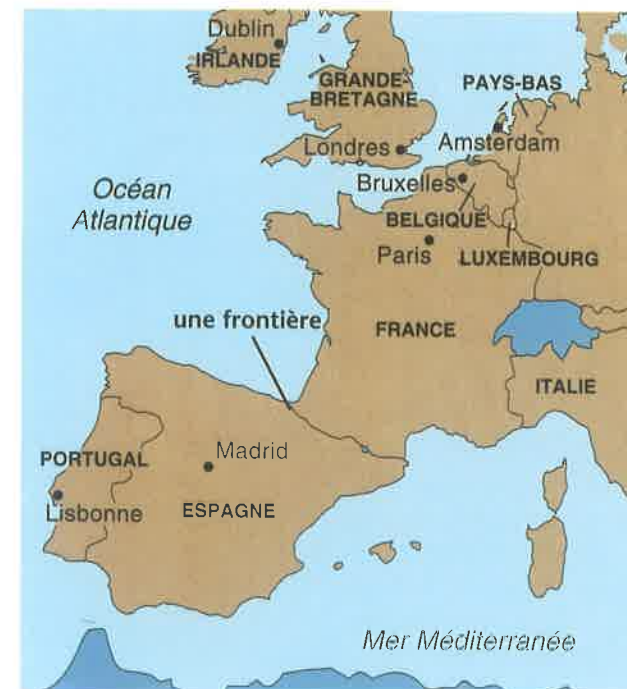 Dublin
IRLANDE
GRANDE-
BRETAGNE
PAYS-BAS
Londres
Amsterdam
Bruxelles
Océan
Atlantique
BELGIQUE
Paris
LUXEMBOURG
une frontière
FRANCE
ITALIE
Madrid
PORTUGAL
Lisbonne
ESPAGNE
Mer Méditerranée